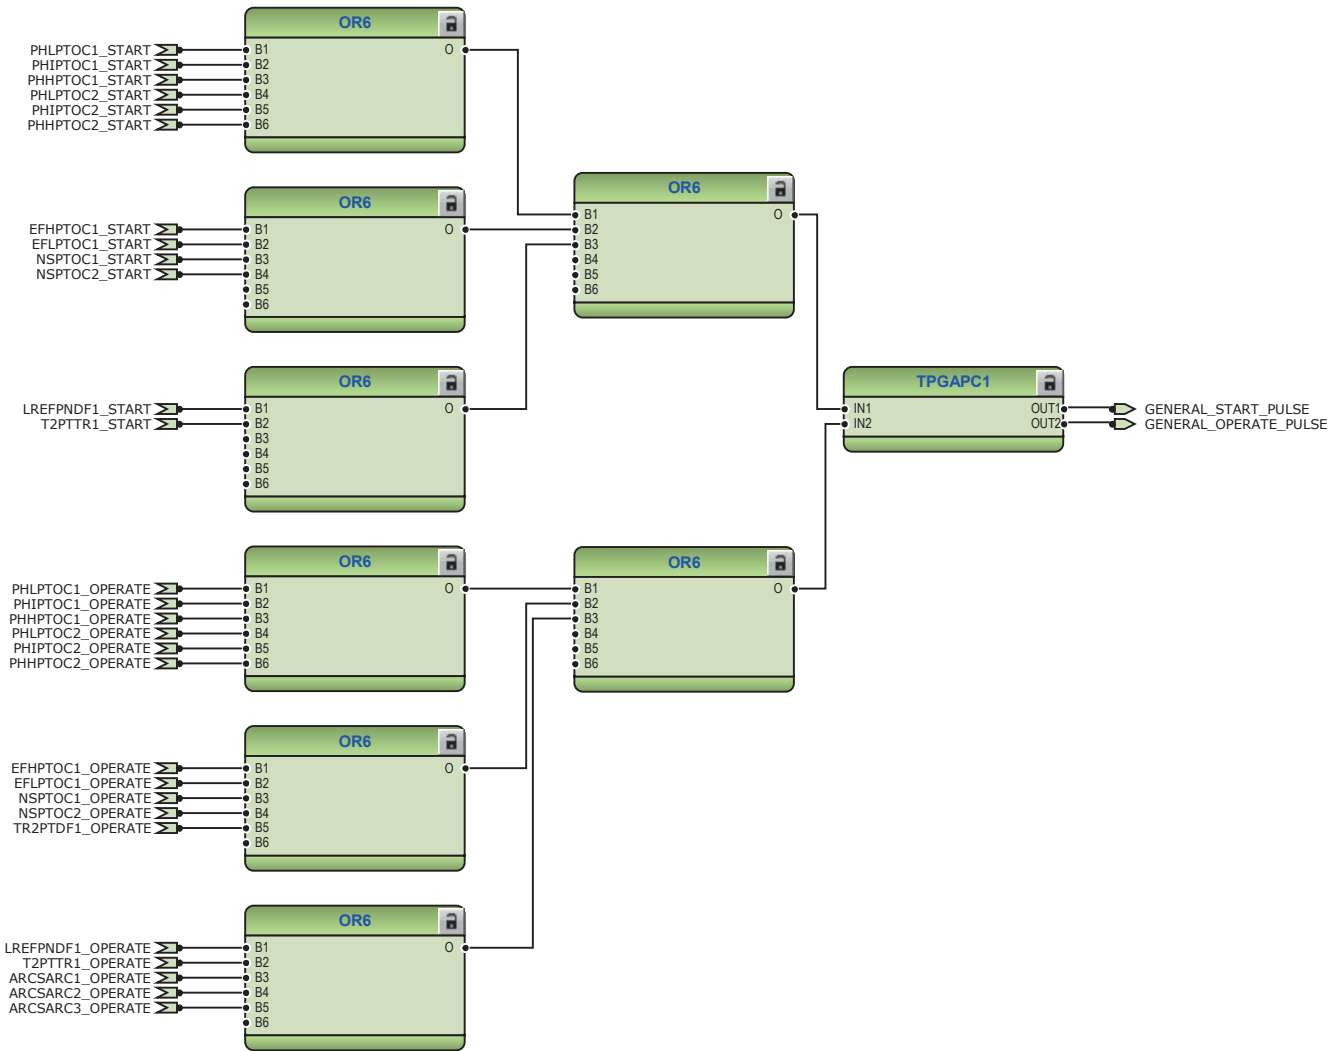 OR6
PHLPTOC1_START B1 O
PHIPTOC1_START B2
PHHPTOC1_START B3
PHLPTOC2_START B4
PHIPTOC2_START B5
PHHPTOC2_START B6
OR6
EFHPTOC1_START B1 O
EFLPTOC1_START B2
NSPTOC1_START B3
NSPTOC2_START B4
B5
B6
OR6
B1 O
B2
B3
B4
B5
B6
OR6
LREFPNDF1_START B1 O
T2PTTR1_START B2
B3
B4
B5
B6
TPGAPC1
IN1 OUT1 GENERAL_START_PULSE
IN2 OUT2 GENERAL_OPERATE_PULSE
OR6
PHLPTOC1_OPERATE B1 O
PHIPTOC1_OPERATE B2
PHHPTOC1_OPERATE B3
PHLPTOC2_OPERATE B4
PHIPTOC2_OPERATE B5
PHHPTOC2_OPERATE B6
OR6
B1 O
B2
B3
B4
B5
B6
OR6
EFHPTOC1_OPERATE B1 O
EFLPTOC1_OPERATE B2
NSPTOC1_OPERATE B3
NSPTOC2_OPERATE B4
TR2PTDF1_OPERATE B5
B6
OR6
LREFPNDF1_OPERATE B1 O
T2PTTR1_OPERATE B2
ARCSARC1_OPERATE B3
ARCSARC2_OPERATE B4
ARCSARC3_OPERATE B5
B6